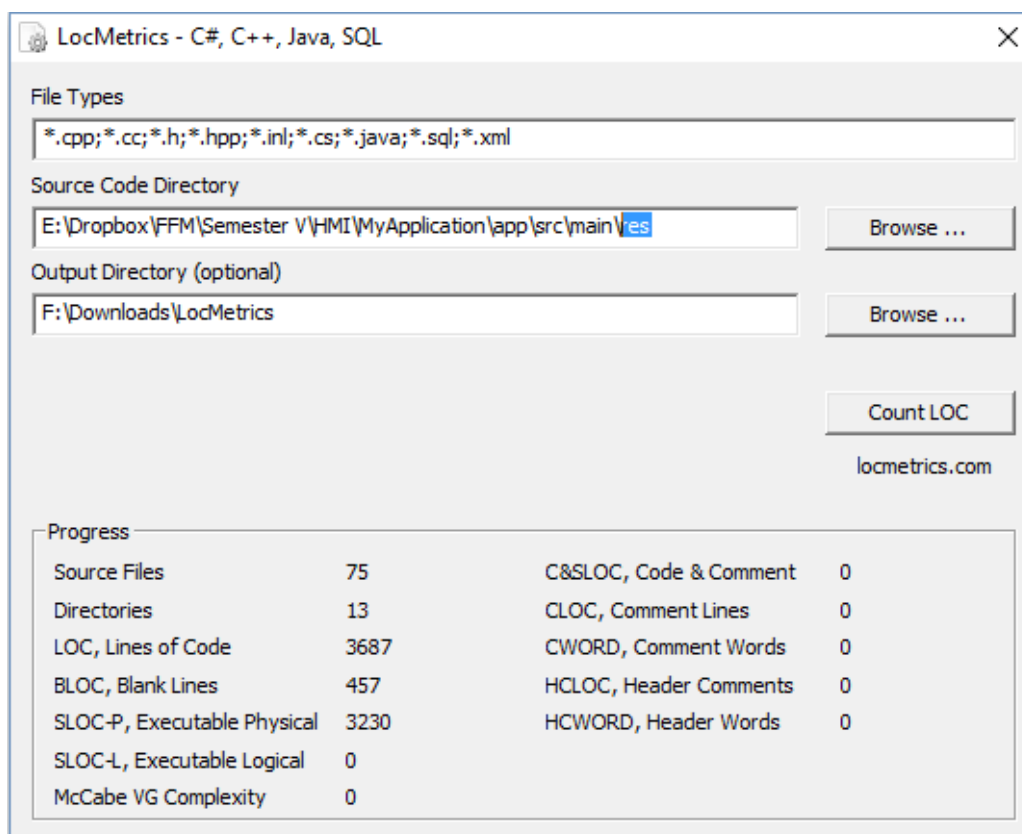 LocMetrics - C#, C++, Java, SQL
File Types
*.cpp;*.cc;*.h;*.hpp;*.inl;*.cs;*.java;*.sql;*.xml
Source Code Directory
E:\Dropbox\FFM\Semester V\HMI\MyApplication\app\src\main\res
Browse ...
Output Directory (optional)
F:\Downloads\LocMetrics
Browse ...
Count LOC
locmetrics.com
Progress
Source Files 75 C&SLOC, Code & Comment 0
Directories 13 CLOC, Comment Lines 0
LOC, Lines of Code 3687 CWORD, Comment Words 0
BLOC, Blank Lines 457 HCLOC, Header Comments 0
SLOC-P, Executable Physical 3230 HCWORD, Header Words 0
SLOC-L, Executable Logical 0
McCabe VG Complexity 0